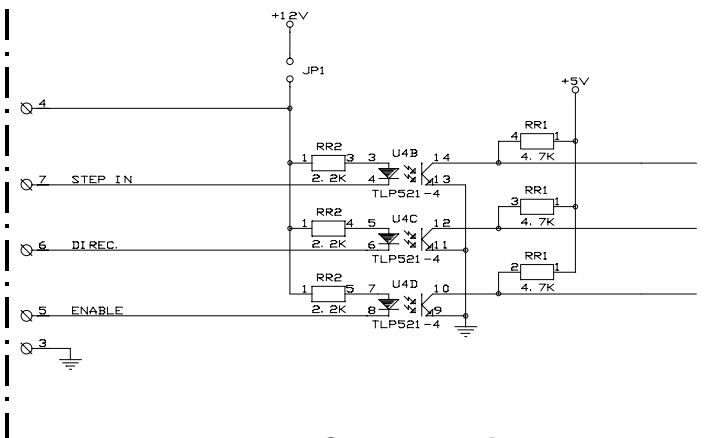 +12V
JP1
+5V
4
RR1
4 1
4. 7K
RR2
1 3
2. 2K
3 U4B 14
4 13
TLP521-4
7 STEP IN
RR1
3 1
4. 7K
RR2
1 4
2. 2K
5 U4C 12
6 11
TLP521-4
6 DIREC.
RR1
2 1
4. 7K
RR2
1 5
2. 2K
7 U4D 10
8 9
TLP521-4
5 ENABLE
3